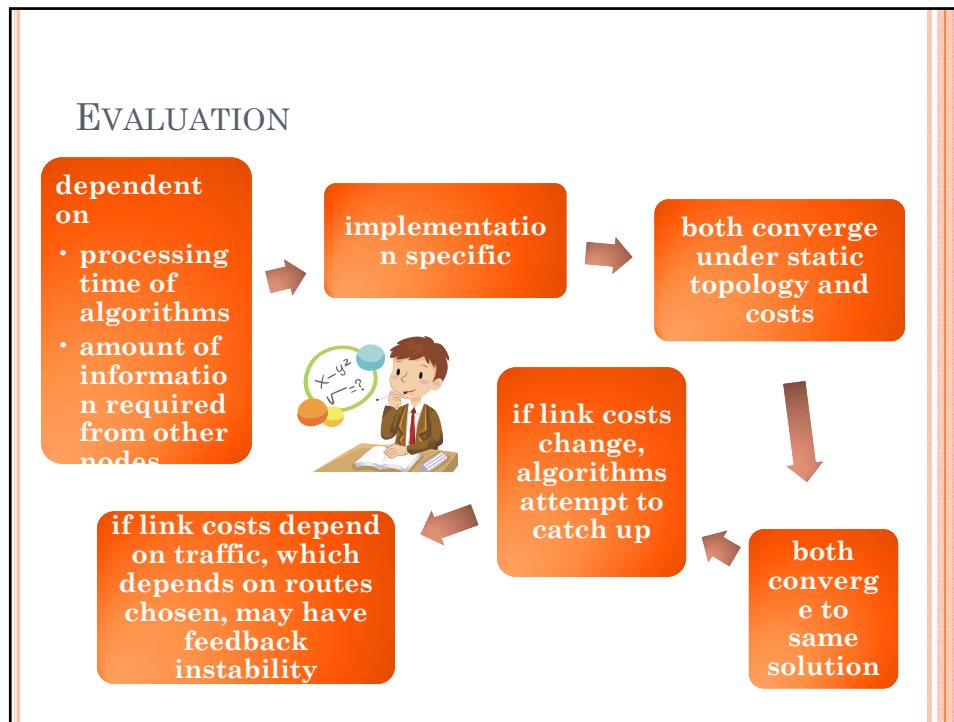 EVALUATION
dependent
on
• processing
time of
algorithms
• amount of
informatio
n required
from other
nodes
implementatio
n specific
both converge
under static
topology and
costs
both
converg
e to
same
solution
if link costs
change,
algorithms
attempt to
catch up
if link costs depend
on traffic, which
depends on routes
chosen, may have
feedback
instability
X-y²
√=?